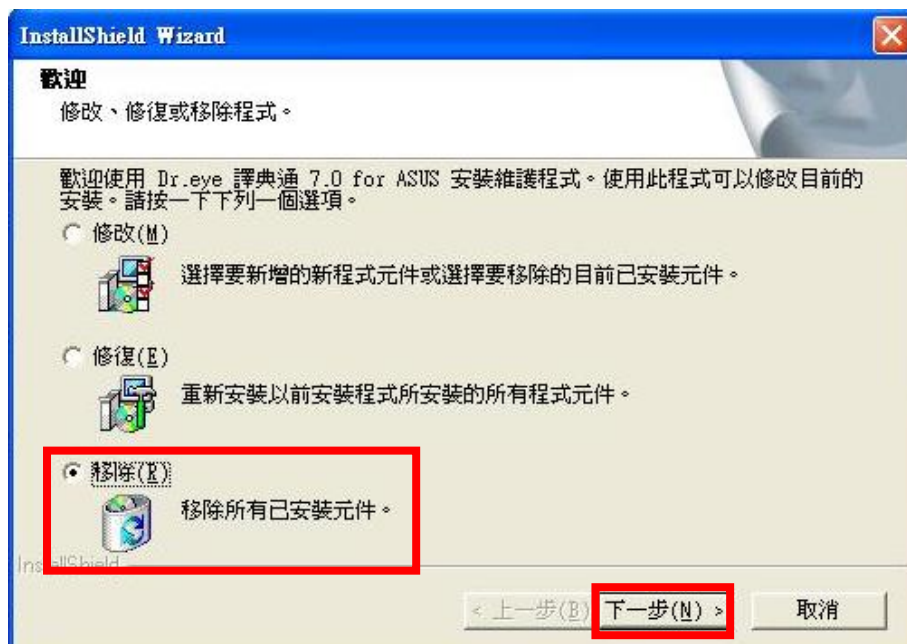 InstallShield Wizard
歡迎
修改、修復或移除程式。
歡迎使用 Dr.eye 譯典通 7.0 for ASUS 安裝維護程式。使用此程式可以修改目前的
安裝。請按一下下列一個選項。
修改(M)
選擇要新增的新程式元件或選擇要移除的目前已安裝元件。
修復(E)
重新安裝以前安裝程式所安裝的所有程式元件。
移除(R)
移除所有已安裝元件。
InstallShield
< 上一步(B) 下一步(N) > 取消